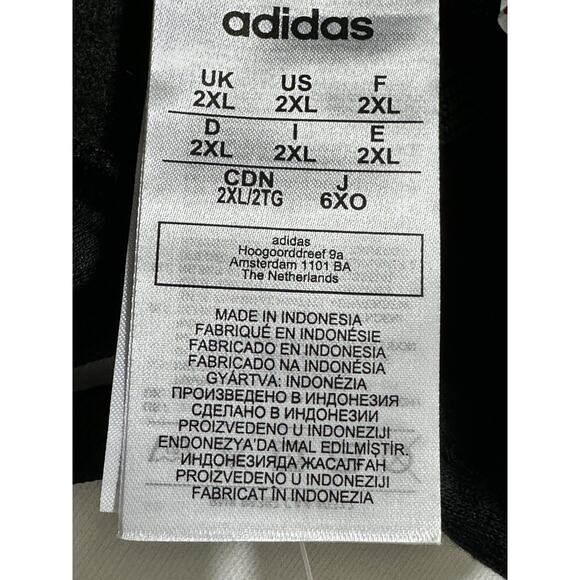 adidas
UK US F
2XL 2XL 2XL
D I E
2XL 2XL 2XL
CDN J
2XL/2TG 6XO
adidas
Hoogoorddreef 9a
Amsterdam 1101 BA
The Netherlands
MADE IN INDONESIA
FABRIQUÉ EN INDONÉSIE
FABRICADO EN INDONESIA
FABRICADO NA INDONÉSIA
GYÁRTVA: INDONÉZIA
ПРОИЗВЕДЕНО В ИНДОНЕЗИЯ
СДЕЛАНО В ИНДОНЕЗИИ
PROIZVEDENO U INDONEZIJI
ENDONEZYA'DA İMAL EDİLMİŞTİR.
ИНДОНЕЗИЯДА ЖАСАЛҒАН
PROIZVEDENO U INDONEZIJI
FABRICAT ÎN INDONEZIA